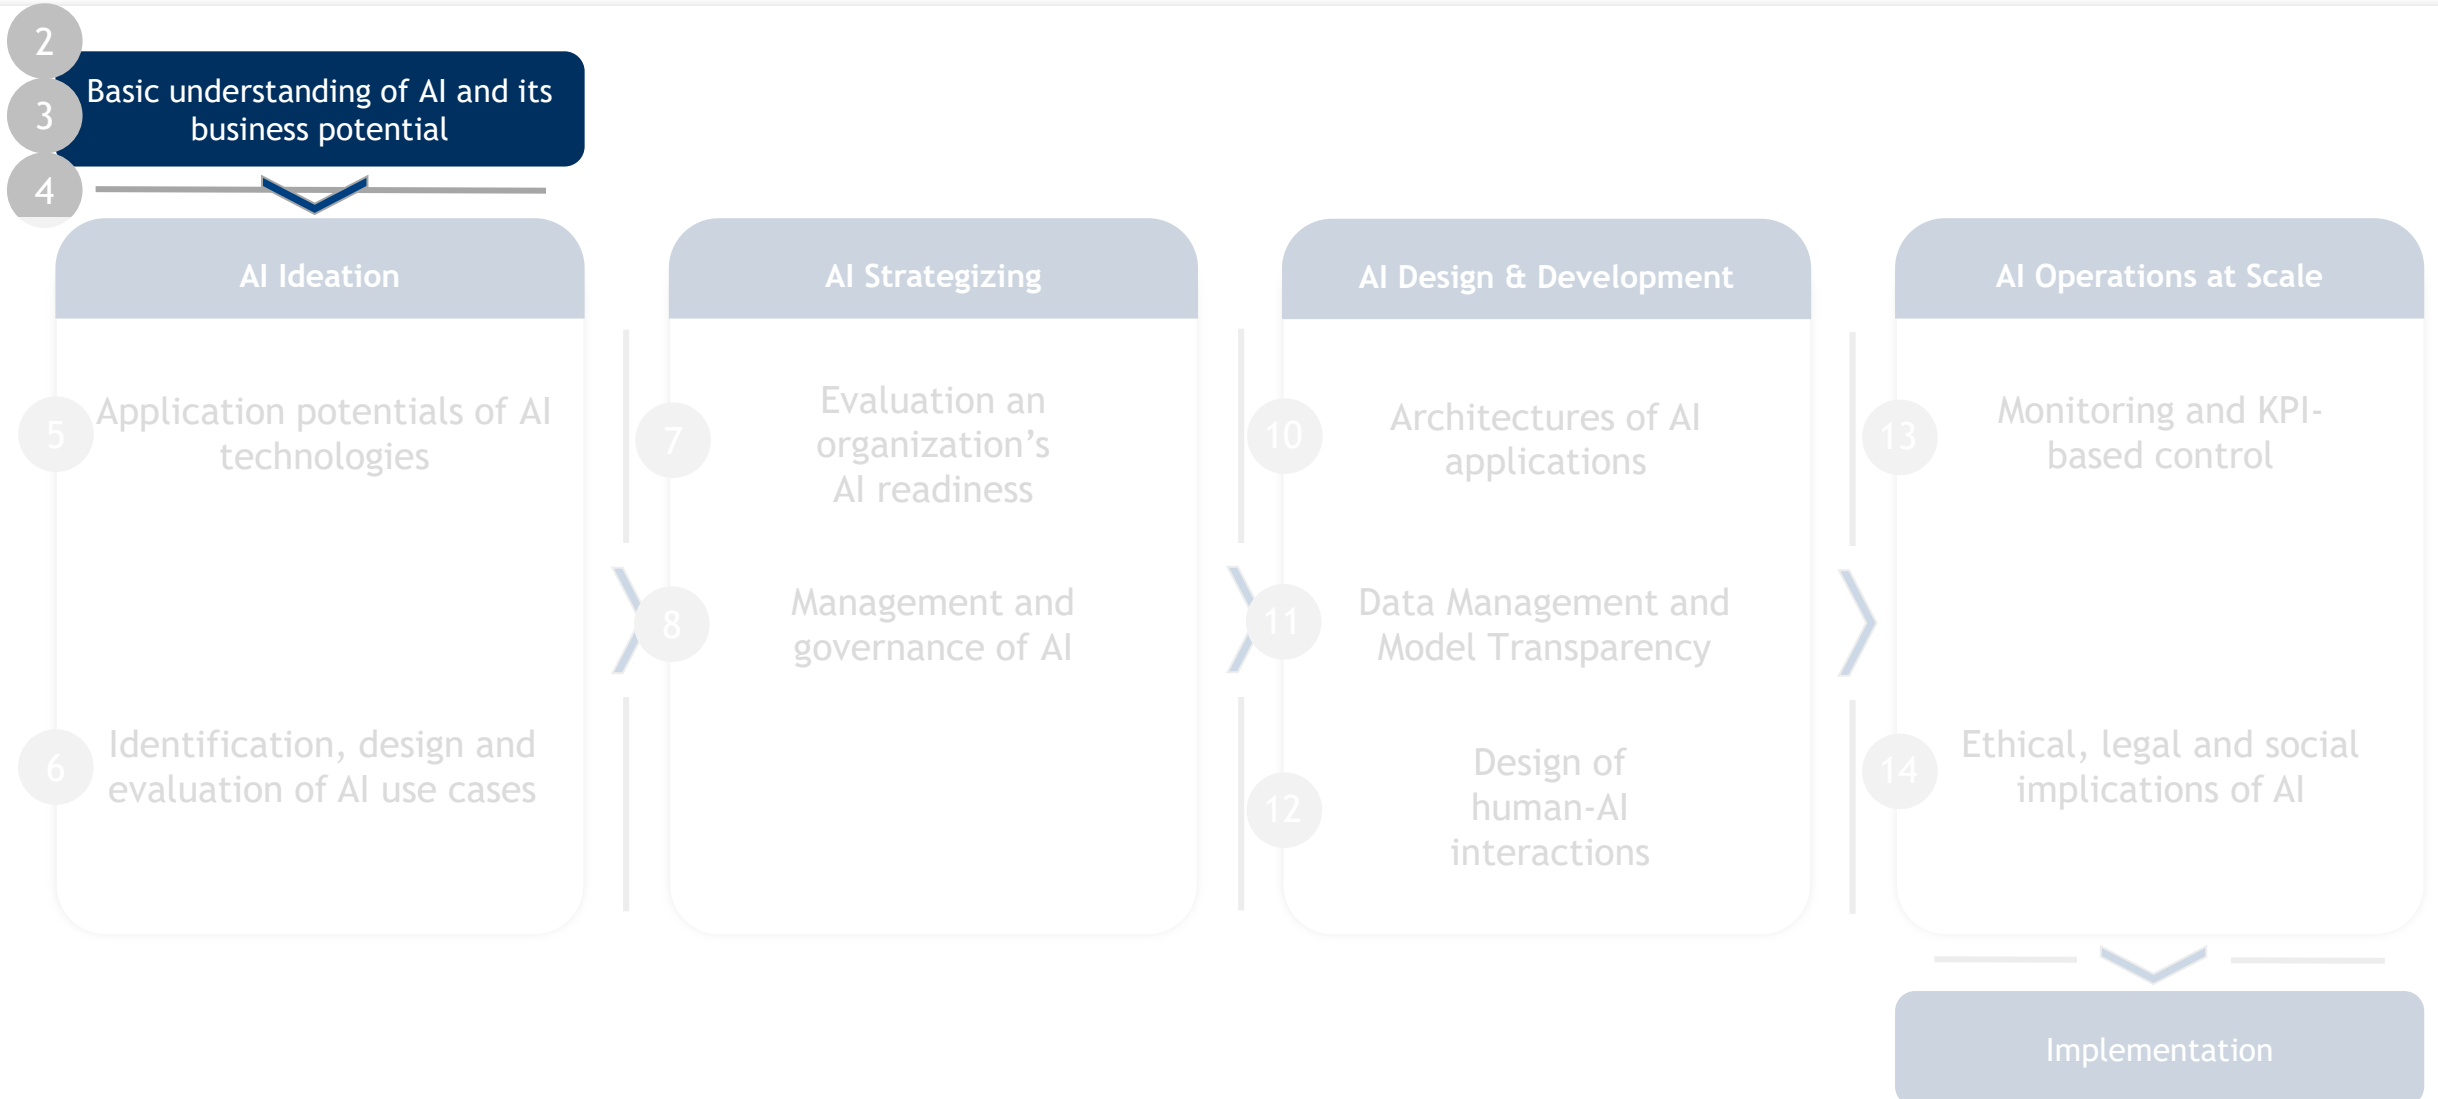 2
3
4
Basic understanding of AI and its
business potential
AI Ideation
5
Application potentials of AI
technologies
6
Identification, design and
evaluation of AI use cases
AI Strategizing
7
Evaluation an
organization’s
AI readiness
8
Management and
governance of AI
AI Design & Development
10
Architectures of AI
applications
11
Data Management and
Model Transparency
12
Design of
human-AI
interactions
AI Operations at Scale
13
Monitoring and KPI-
based control
14
Ethical, legal and social
implications of AI
Implementation